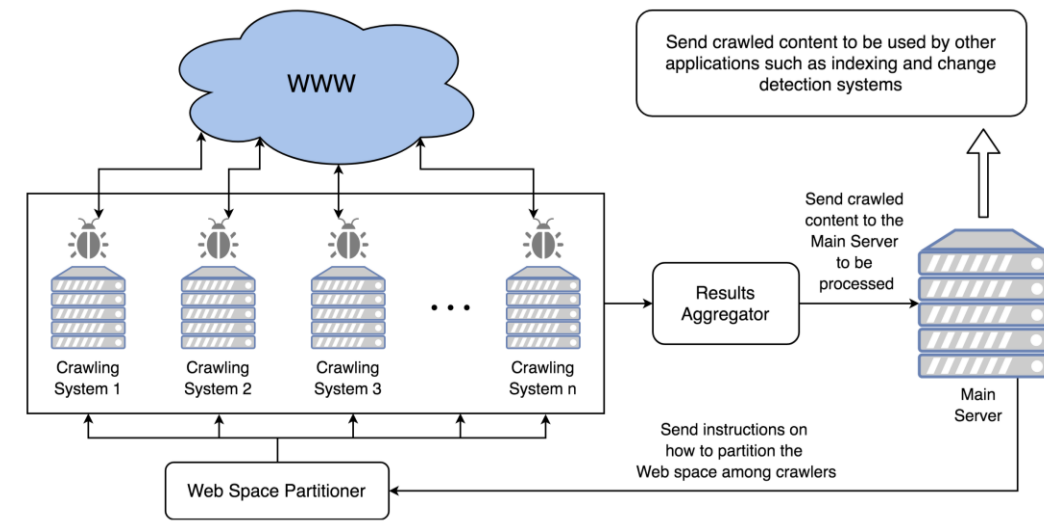 WWW
Send crawled content to be used by other
applications such as indexing and change
detection systems
Send crawled
content to the
Main Server
to be
processed
Results
Aggregator
Crawling
System 1
Crawling
System 2
Crawling
System 3
Crawling
System n
Main
Server
Send instructions on
how to partition the
Web space among crawlers
Web Space Partitioner